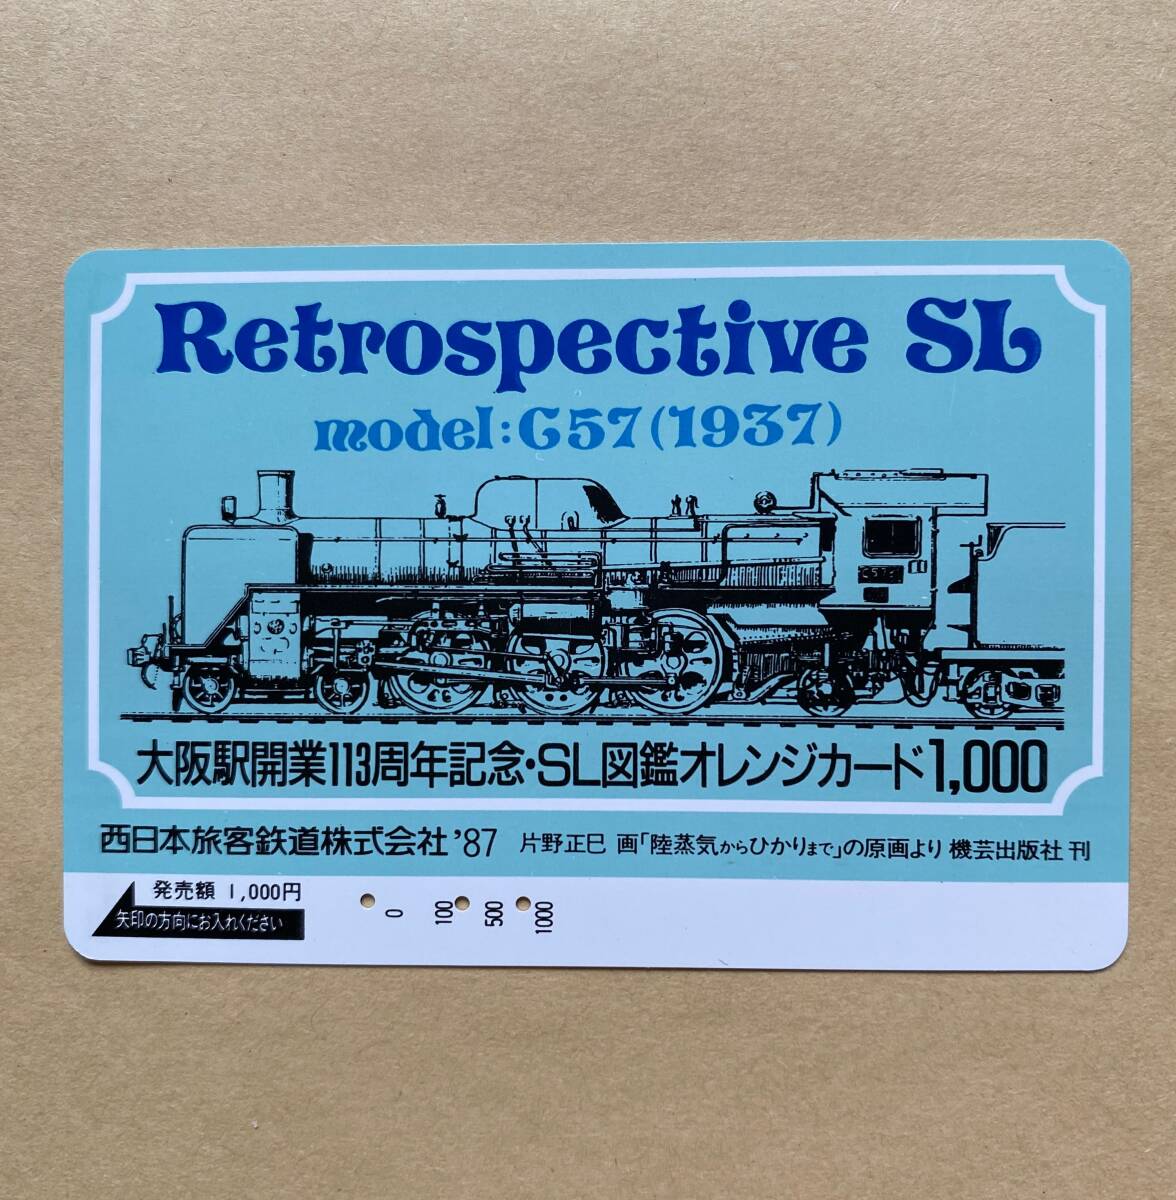 Retrospective SL
model:C57(1937)
大阪駅開業113周年記念・SL図鑑オレンジカード1,000
西日本旅客鉄道株式会社'87 片野正巳 画「陸蒸気からひかりまで」の原画より 機芸出版社 刊
発売額 1,000円
矢印の方向にお入れください
0 100 500 1000